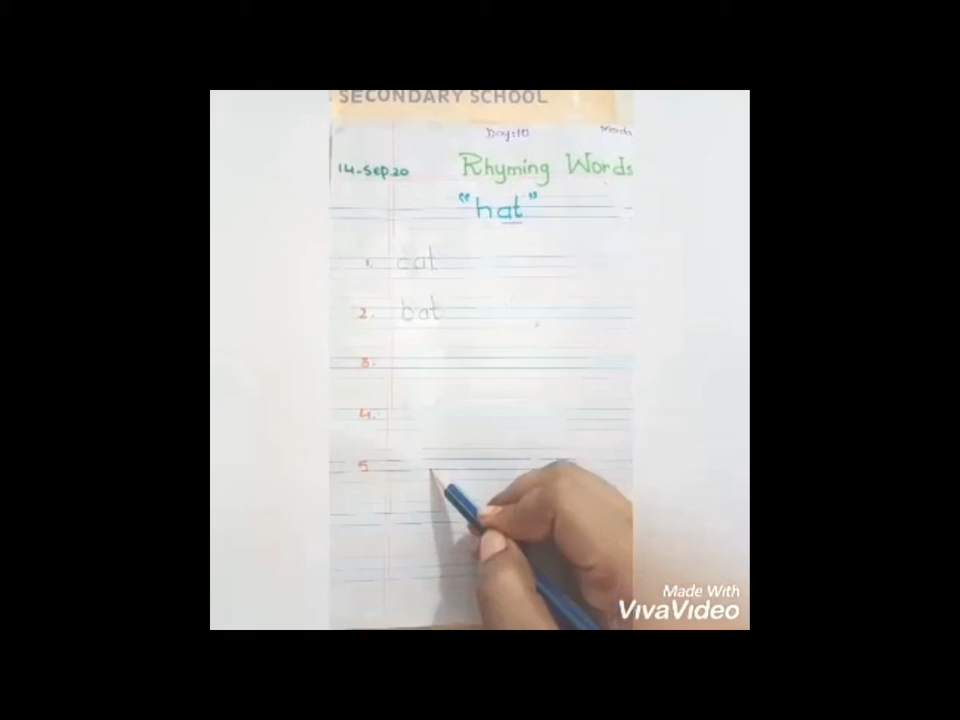 SECONDARY SCHOOL
Day:10
14-Sep.20 Rhyming Words
"hat"
1. cat
2. bat
3.
4.
5
Made With
VivaVideo